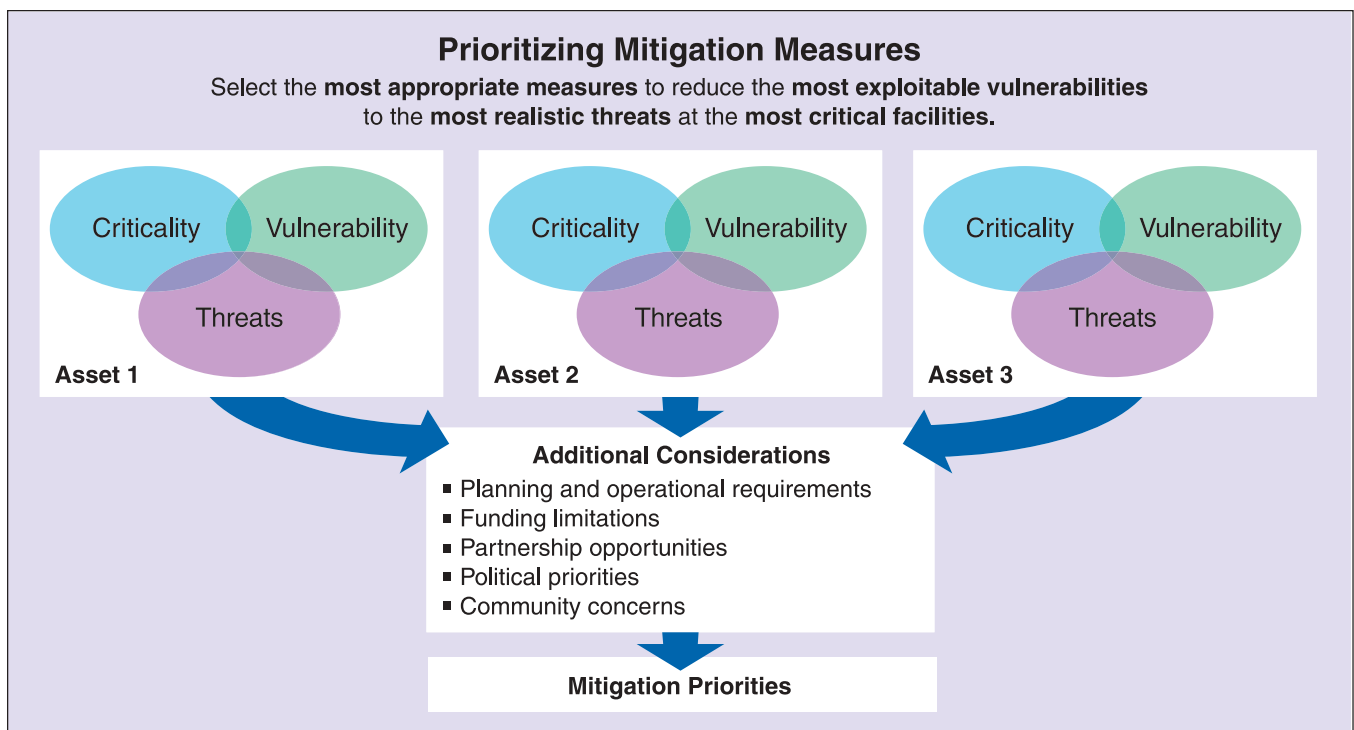 Prioritizing Mitigation Measures
Select the most appropriate measures to reduce the most exploitable vulnerabilities
to the most realistic threats at the most critical facilities.
Criticality
Vulnerability
Threats
Asset 1
Criticality
Vulnerability
Threats
Asset 2
Criticality
Vulnerability
Threats
Asset 3
Additional Considerations
▪ Planning and operational requirements
▪ Funding limitations
▪ Partnership opportunities
▪ Political priorities
▪ Community concerns
Mitigation Priorities